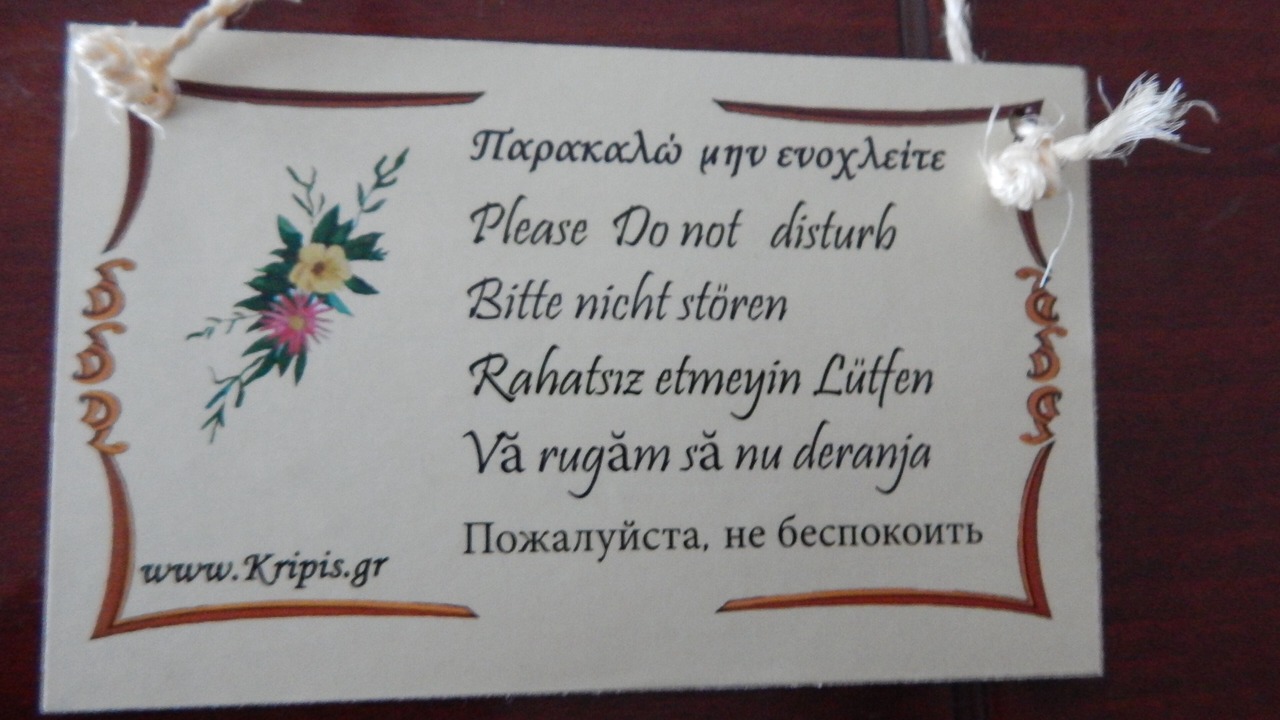 Παρακαλώ μην ενοχλείτε
Please Do not disturb
Bitte nicht stören
Rahatsız etmeyin Lütfen
Vă rugăm să nu deranja
Пожалуйста, не беспокоить
www.Kripis.gr